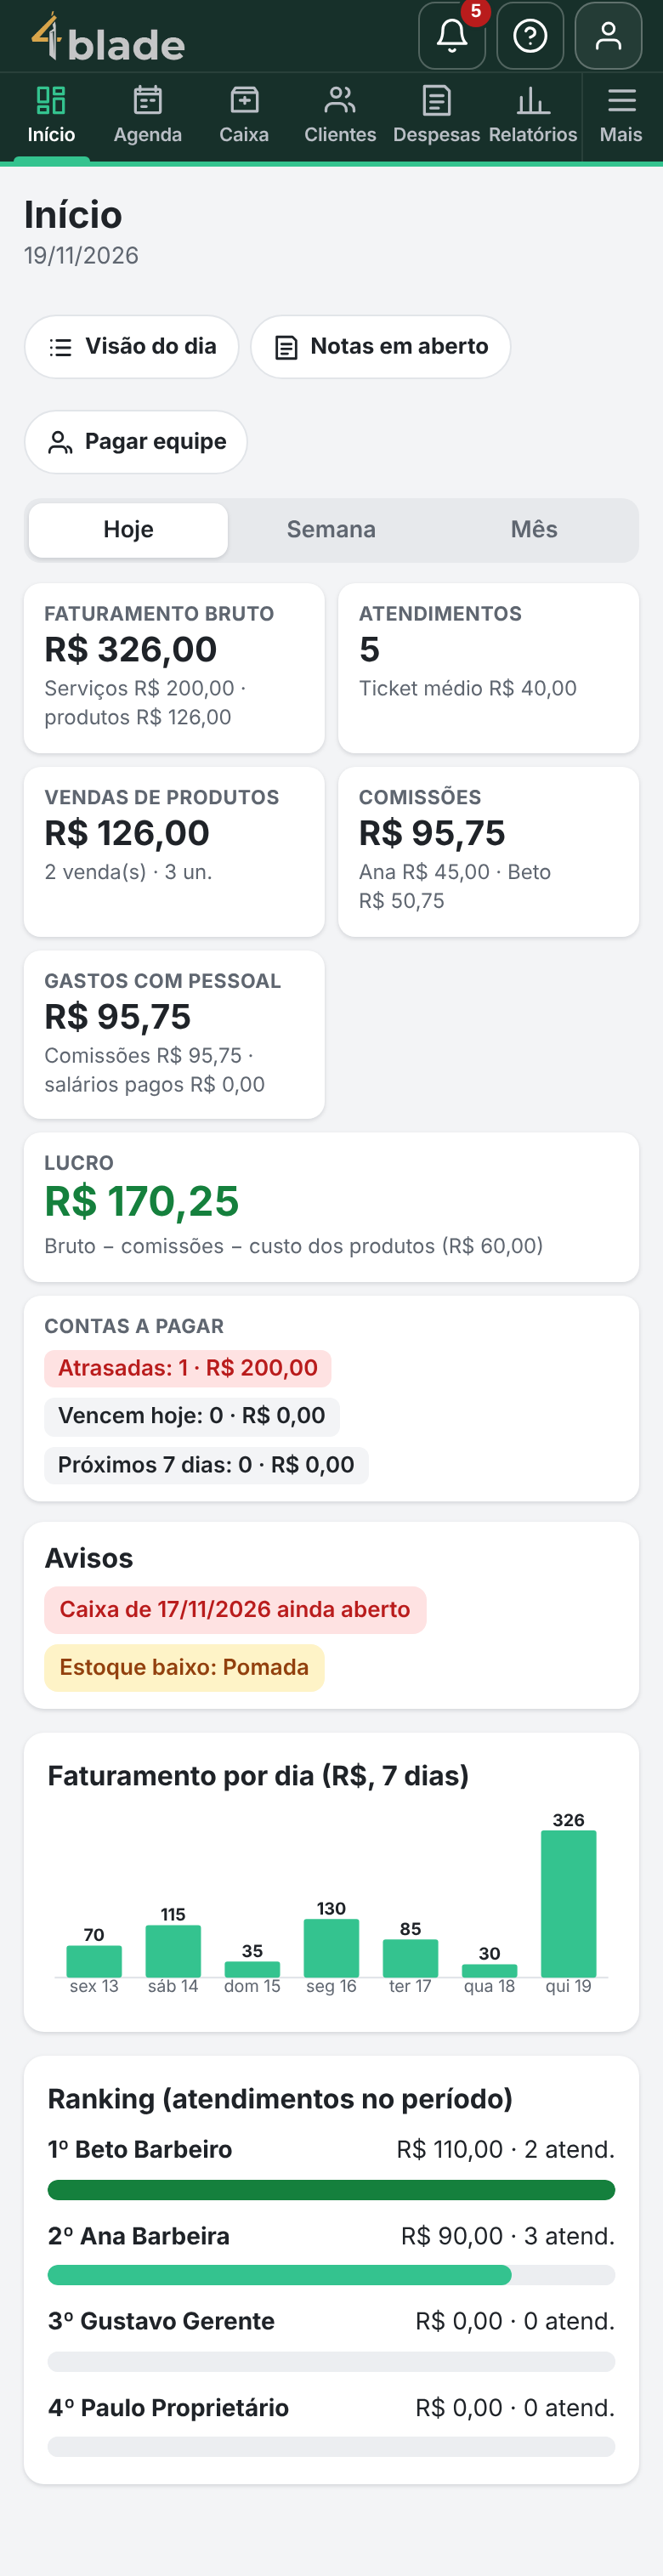 4blade
5
Início
Agenda
Caixa
Clientes
Despesas
Relatórios
Mais
Início
19/11/2026
Visão do dia
Notas em aberto
Pagar equipe
Hoje
Semana
Mês
FATURAMENTO BRUTO
R$ 326,00
Serviços R$ 200,00 ·
produtos R$ 126,00
ATENDIMENTOS
5
Ticket médio R$ 40,00
VENDAS DE PRODUTOS
R$ 126,00
2 venda(s) · 3 un.
COMISSÕES
R$ 95,75
Ana R$ 45,00 · Beto
R$ 50,75
GASTOS COM PESSOAL
R$ 95,75
Comissões R$ 95,75 ·
salários pagos R$ 0,00
LUCRO
R$ 170,25
Bruto − comissões − custo dos produtos (R$ 60,00)
CONTAS A PAGAR
Atrasadas: 1 · R$ 200,00
Vencem hoje: 0 · R$ 0,00
Próximos 7 dias: 0 · R$ 0,00
Avisos
Caixa de 17/11/2026 ainda aberto
Estoque baixo: Pomada
Faturamento por dia (R$, 7 dias)
70
115
35
130
85
30
326
sex 13
sáb 14
dom 15
seg 16
ter 17
qua 18
qui 19
Ranking (atendimentos no período)
1º Beto Barbeiro R$ 110,00 · 2 atend.
2º Ana Barbeira R$ 90,00 · 3 atend.
3º Gustavo Gerente R$ 0,00 · 0 atend.
4º Paulo Proprietário R$ 0,00 · 0 atend.